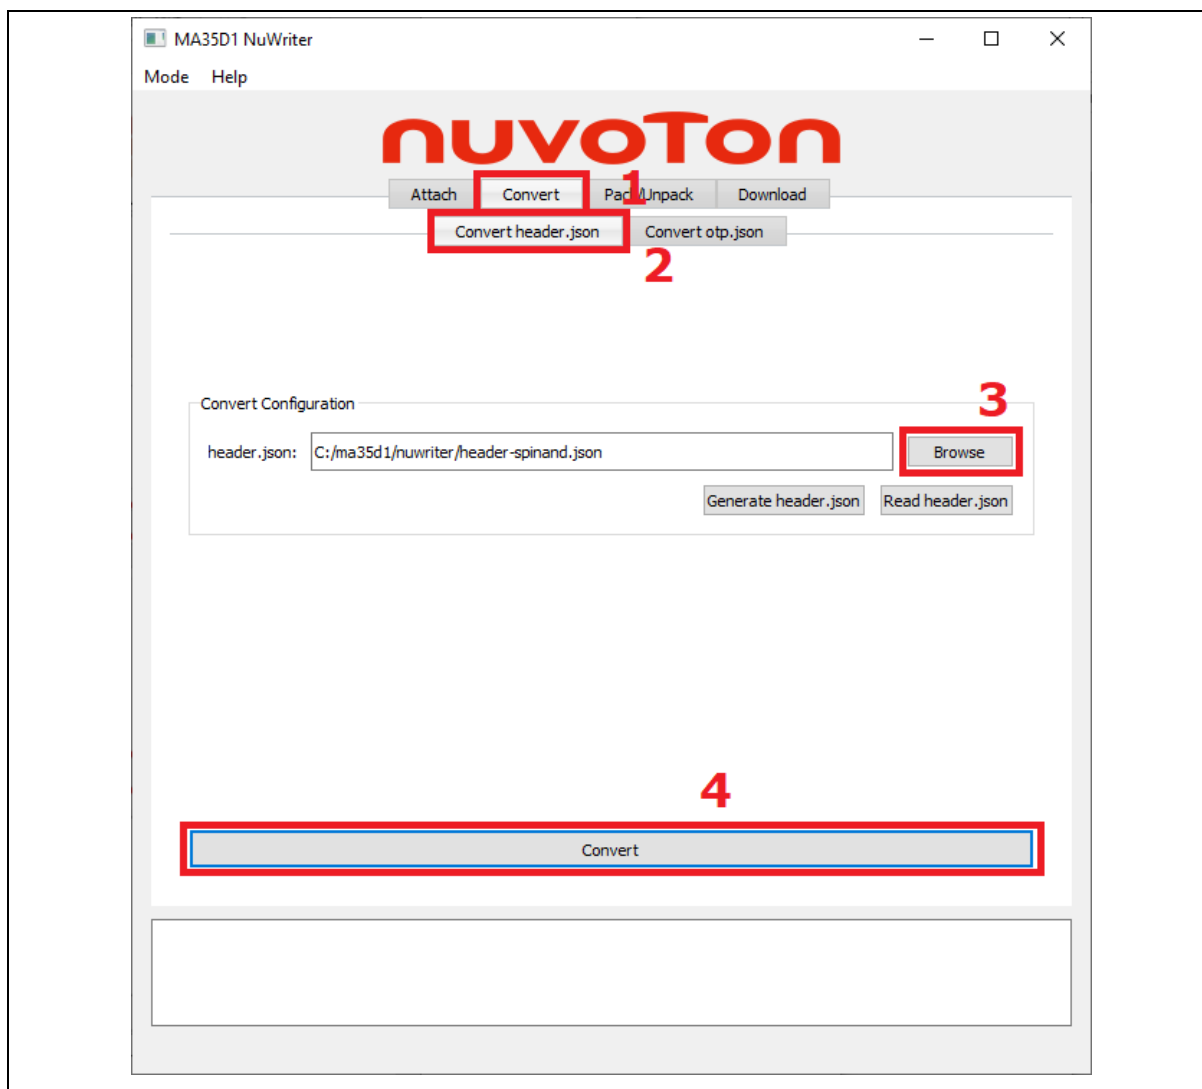 MA35D1 NuWriter
Mode Help
nuvoTon
1
Attach Convert Pack/Unpack Download
Convert header.json Convert otp.json
2
3
Convert Configuration
header.json: C:/ma35d1/nuwriter/header-spinand.json Browse
Generate header.json Read header.json
4
Convert